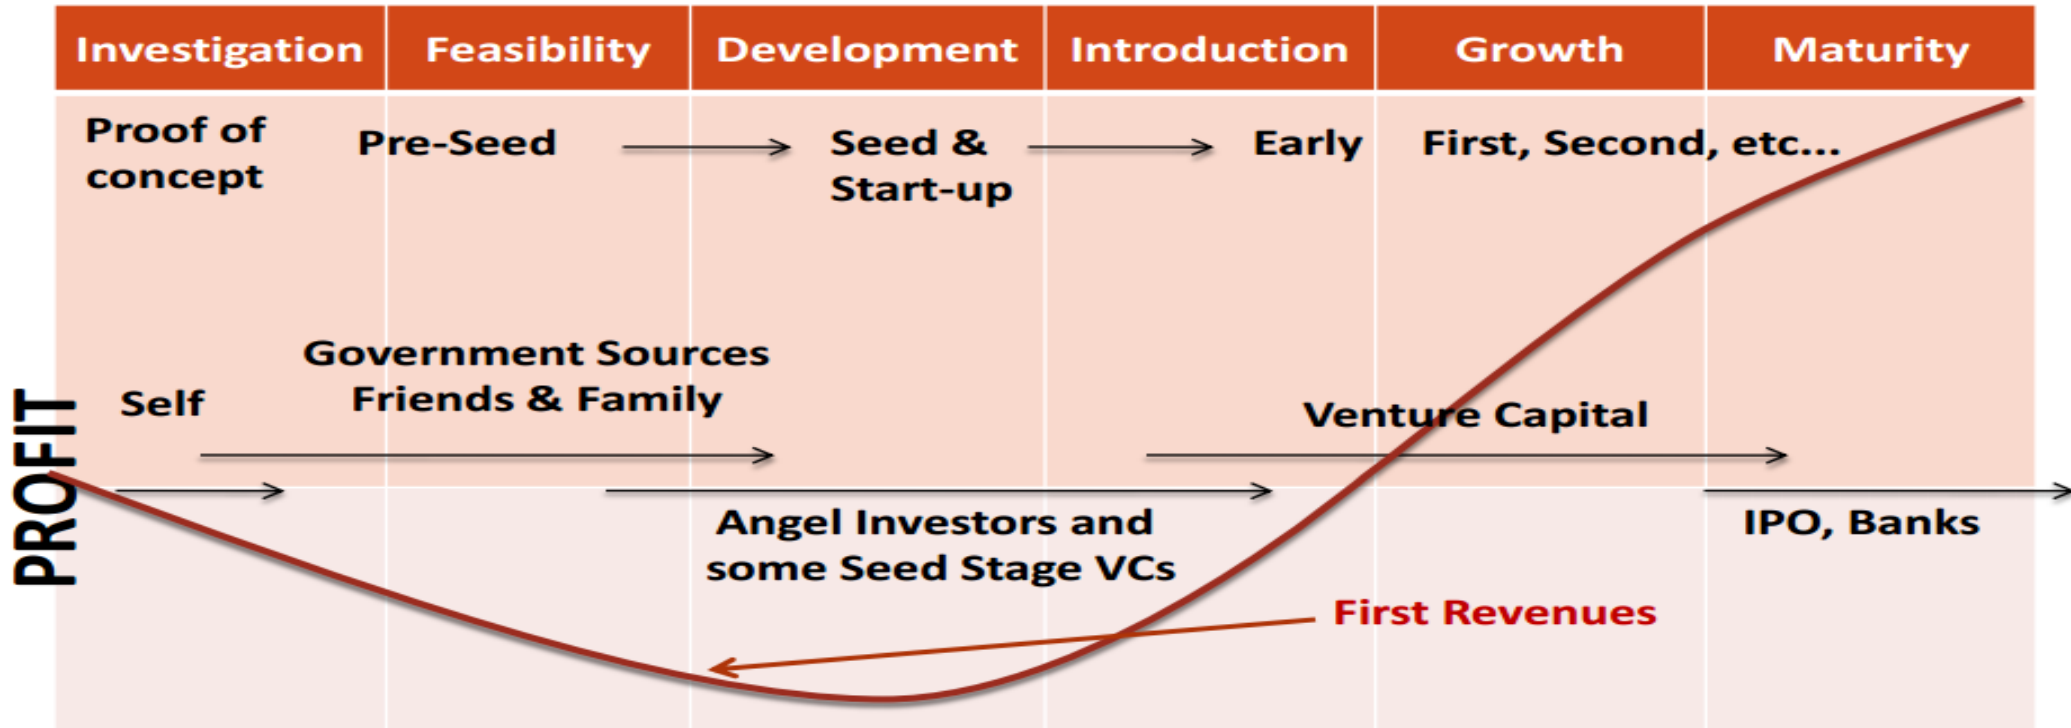 Investigation
Feasibility
Development
Introduction
Growth
Maturity
Proof of
concept
Pre-Seed
Seed &
Start-up
Early
First, Second, etc...
Government Sources
Friends & Family
Self
Venture Capital
PROFIT
Angel Investors and
some Seed Stage VCs
IPO, Banks
First Revenues